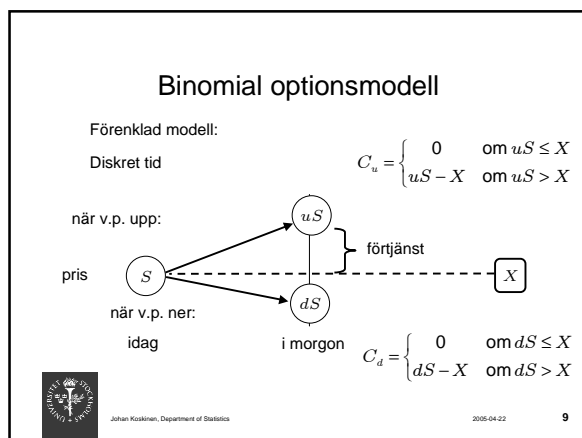 Binomial optionsmodell
Förenklad modell:
Diskret tid
C_u = { 0 om uS ≤ X
uS − X om uS > X
när v.p. upp:
uS
förtjänst
pris
S
X
dS
när v.p. ner:
idag
i morgon
C_d = { 0 om dS ≤ X
dS − X om dS > X
Johan Koskinen, Department of Statistics
2005-04-22
9